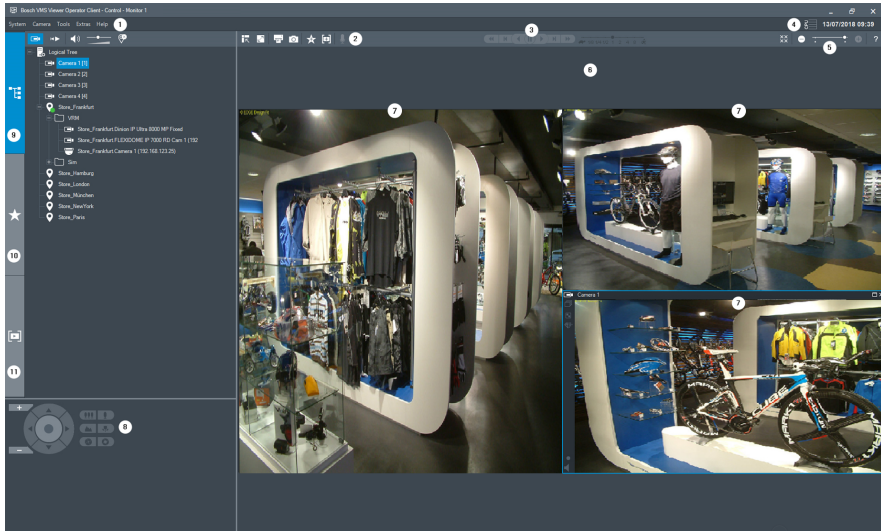 Bosch VMS Viewer Operator Client - Control - Monitor 1
System Camera Tools Extras Help 1
3
4 13/07/2018 09:39
2
5
?
6
Logical Tree
Camera 1 [1]
Camera 2 [2]
Camera 3 [3]
Camera 4 [4]
Store_Frankfurt
VRM
Store_Frankfurt Dinion IP Ultra 8000 MP Fixed
Store_Frankfurt FLEXIDOME IP 7000 RD Cam 1 (192
Store_Frankfurt Camera 1 (192.168.123.25)
Sim
Store_Hamburg
Store_London
Store_München
Store_NewYork
Store_Paris
9
10
11
8
7
7
Camera 1
7
CUBE